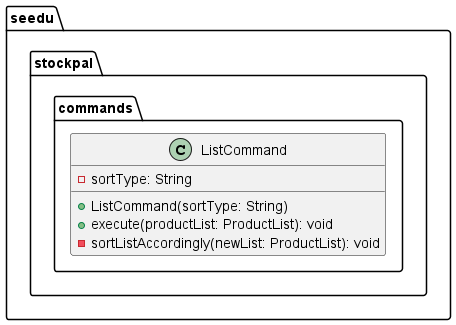 seedu
stockpal
commands
C ListCommand
sortType: String
ListCommand(sortType: String)
execute(productList: ProductList): void
sortListAccordingly(newList: ProductList): void